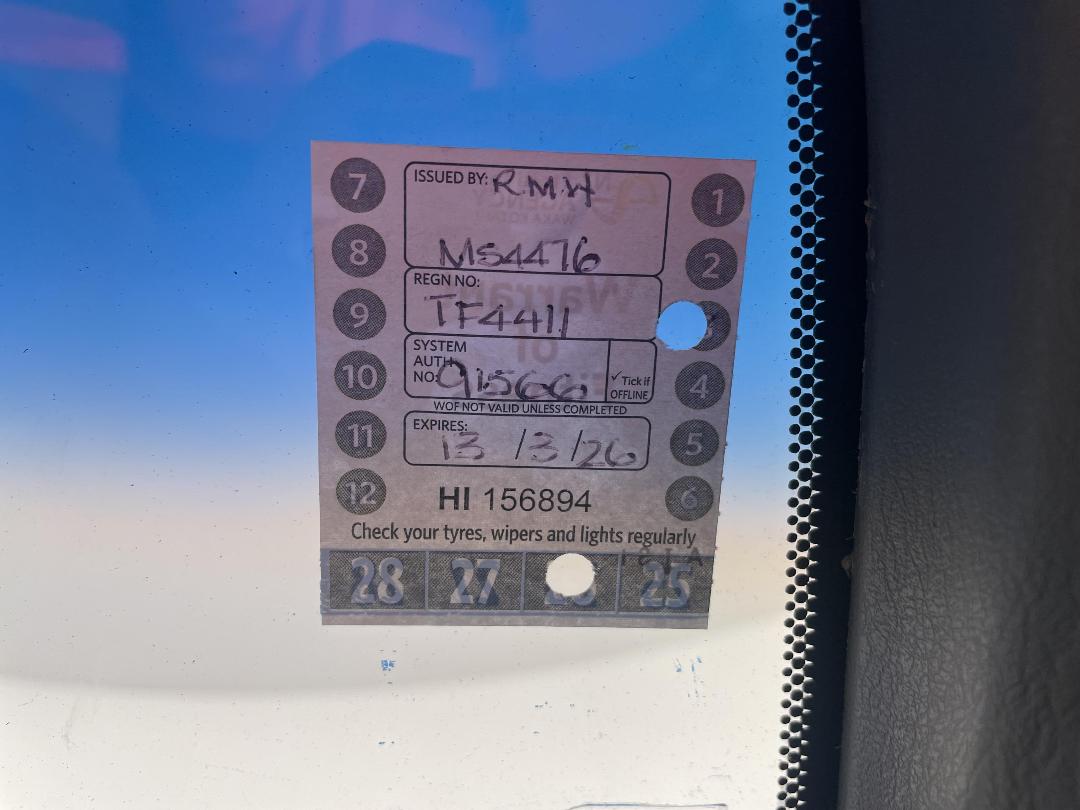 7
ISSUED BY: R.M.H
1
8
MS4476
2
REGN NO:
9
TF4411
SYSTEM
AUTH
NO: 91566
10
✓ Tick if
OFFLINE
4
WOF NOT VALID UNLESS COMPLETED
11
EXPIRES:
13 /3/26
5
12
HI 156894
6
Check your tyres, wipers and lights regularly
28 27 25